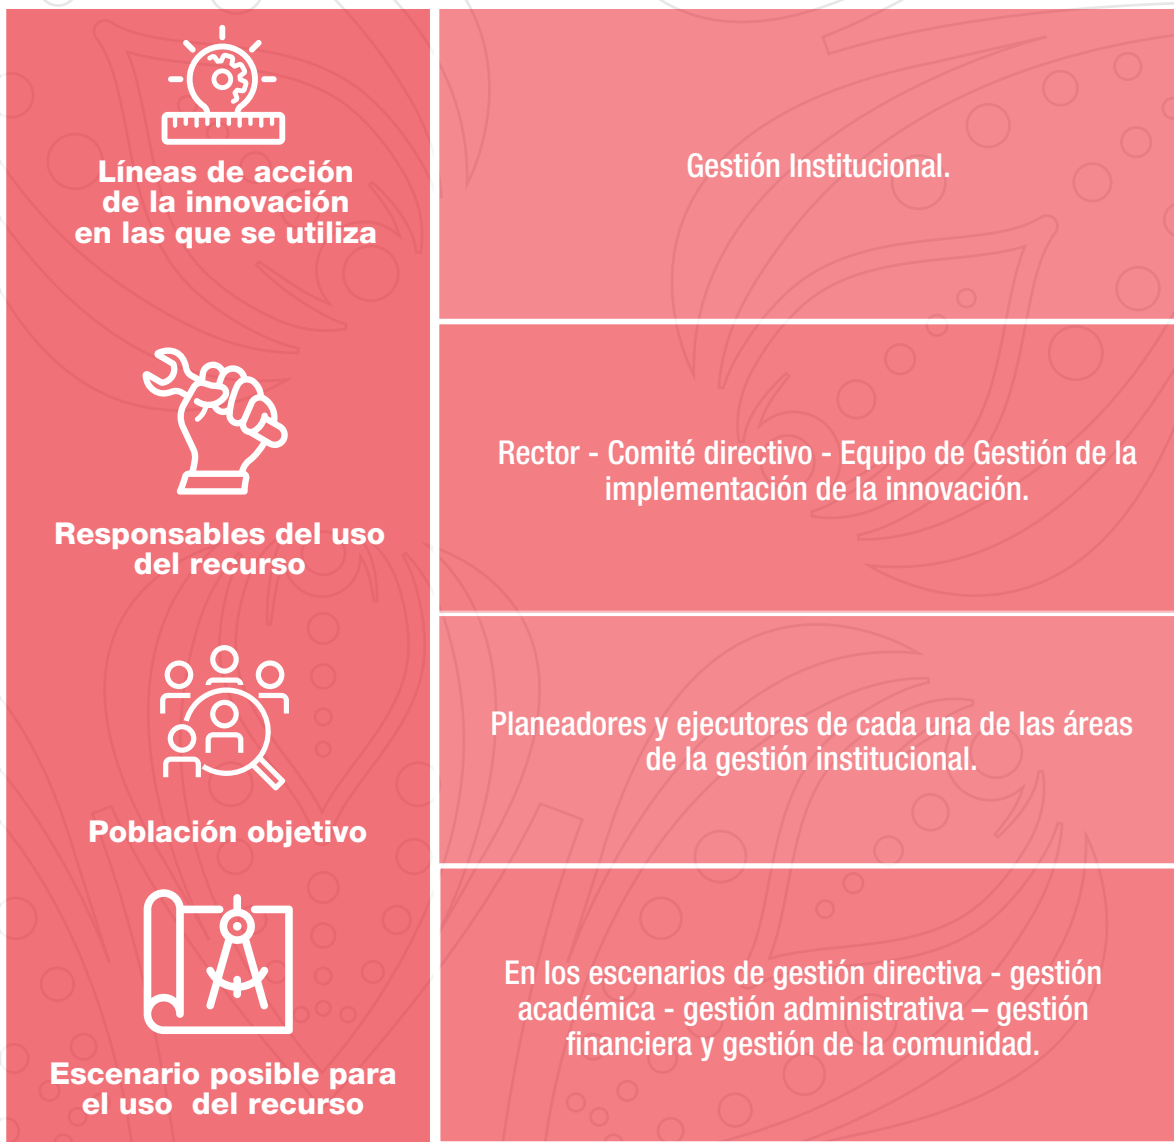 Líneas de acción
de la innovación
en las que se utiliza
Gestión Institucional.
Responsables del uso
del recurso
Rector - Comité directivo - Equipo de Gestión de la
implementación de la innovación.
Población objetivo
Planeadores y ejecutores de cada una de las áreas
de la gestión institucional.
Escenario posible para
el uso del recurso
En los escenarios de gestión directiva - gestión
académica - gestión administrativa – gestión
financiera y gestión de la comunidad.